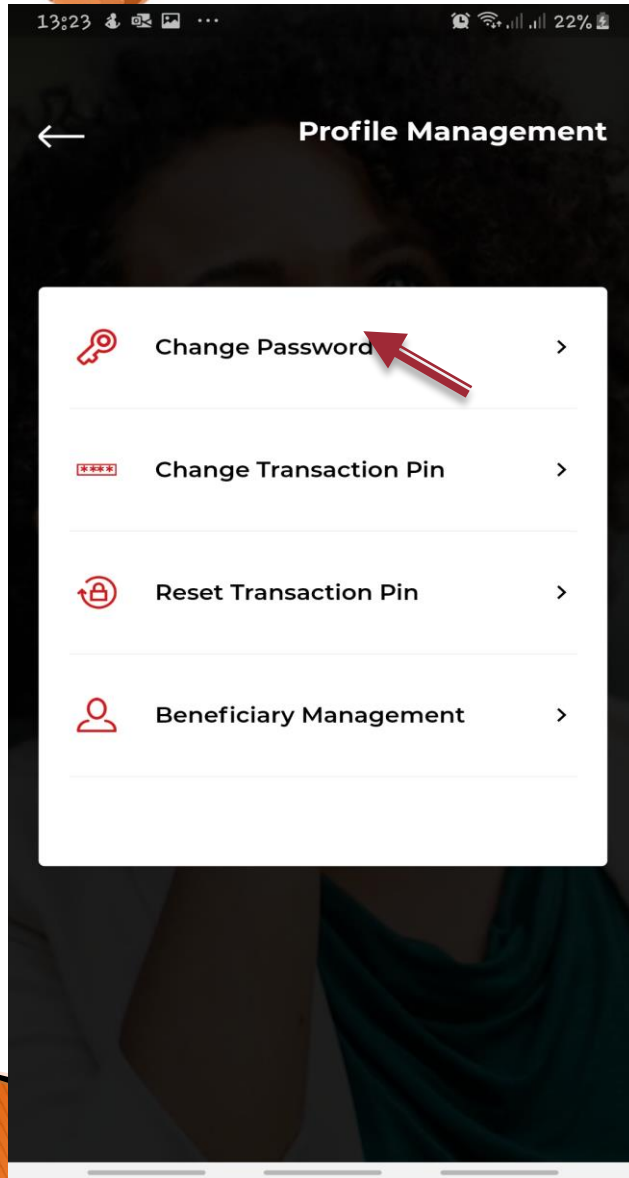 13:23 ... 22%
Profile Management
Change Password >
**** Change Transaction Pin >
Reset Transaction Pin >
Beneficiary Management >